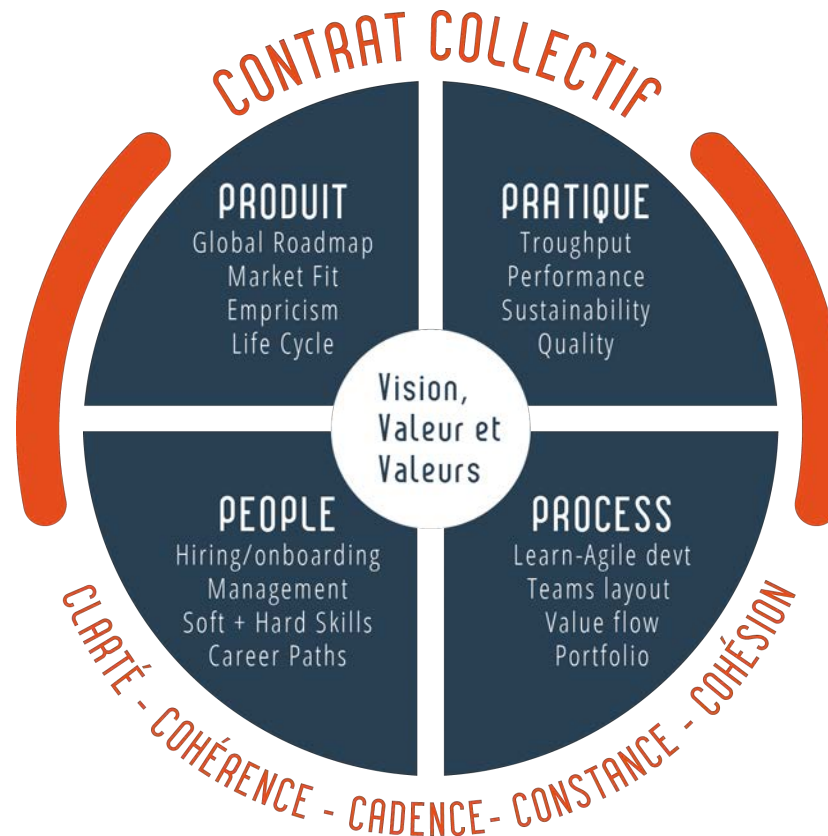 CONTRAT COLLECTIF
PRODUIT
Global Roadmap
Market Fit
Empricism
Life Cycle
PRATIQUE
Troughput
Performance
Sustainability
Quality
Vision,
Valeur et
Valeurs
PEOPLE
Hiring/onboarding
Management
Soft + Hard Skills
Career Paths
PROCESS
Learn-Agile devt
Teams layout
Value flow
Portfolio
CLARTÉ - COHÉRENCE - CADENCE- CONSTANCE - COHÉSION